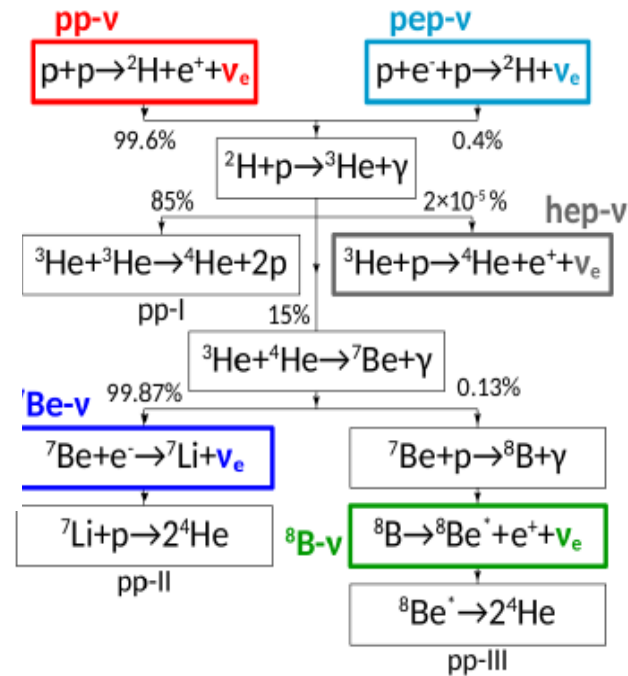 pp-ν
pep-ν
p+p→²H+e⁺+νₑ
p+e⁻+p→²H+νₑ
99.6%
0.4%
²H+p→³He+γ
85%
2×10⁻⁵ %
hep-ν
³He+³He→⁴He+2p
³He+p→⁴He+e⁺+νₑ
pp-I
15%
³He+⁴He→⁷Be+γ
99.87%
0.13%
⁷Be-ν
⁷Be+e⁻→⁷Li+νₑ
⁷Be+p→⁸B+γ
⁷Li+p→2⁴He
⁸B-ν
⁸B→⁸Be*+e⁺+νₑ
pp-II
⁸Be*→2⁴He
pp-III